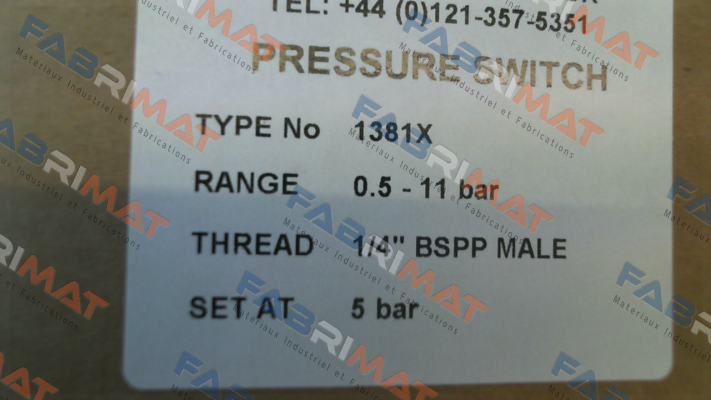 TEL: +44 (0)121-357-5351
PRESSURE SWITCH
TYPE No 1381X
RANGE 0.5 - 11 bar
THREAD 1/4" BSPP MALE
SET AT 5 bar
FABRIMAT
Materiaux Industriel et Fabrications